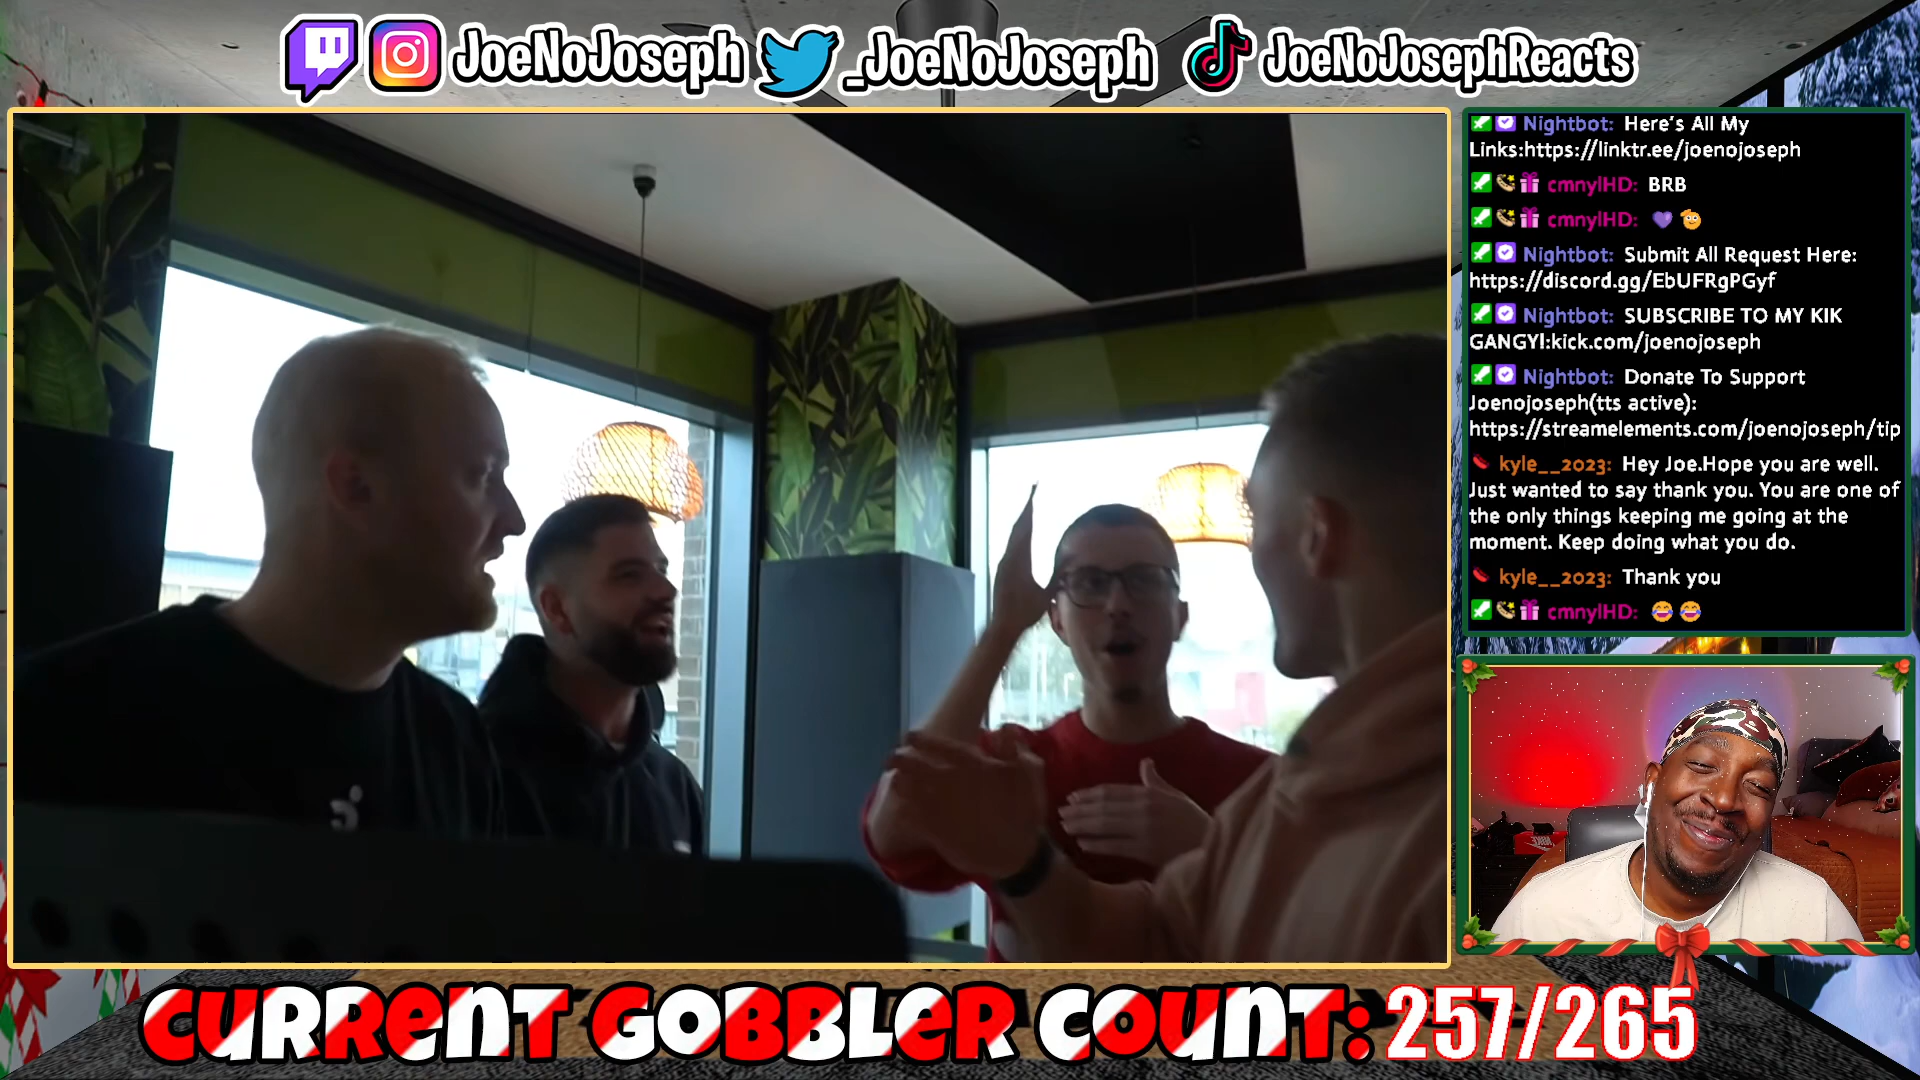 JoeNoJoseph _JoeNoJoseph JoeNoJosephReacts
Nightbot: Here's All My
Links:https://linktr.ee/joenojoseph
cmnylHD: BRB
cmnylHD:
Nightbot: Submit All Request Here:
https://discord.gg/EbUFRgPGyf
Nightbot: SUBSCRIBE TO MY KIK
GANGY!:kick.com/joenojoseph
Nightbot: Donate To Support
Joenojoseph(tts active):
https://streamelements.com/joenojoseph/tip
kyle__2023: Hey Joe.Hope you are well.
Just wanted to say thank you. You are one of
the only things keeping me going at the
moment. Keep doing what you do.
kyle__2023: Thank you
cmnylHD: 😂 😂
CURRENT GOBBLER COUNT: 257/265